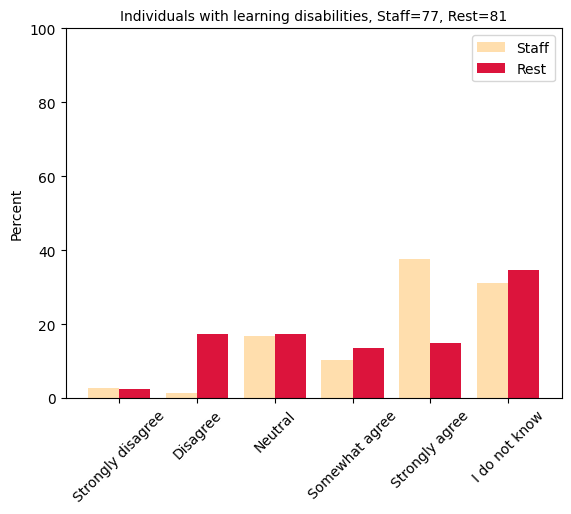 Individuals with learning disabilities, Staff=77, Rest=81
Staff
Rest
Percent
100
80
60
40
20
0
Strongly disagree
Disagree
Neutral
Somewhat agree
Strongly agree
I do not know